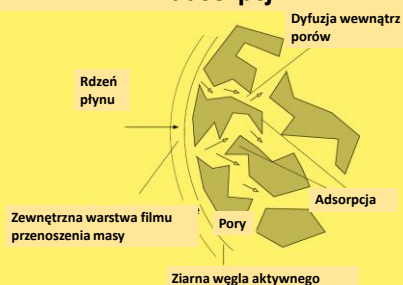 Dyfuzja wewnątrz
porów
Rdzeń
płynu
Adsorpcja
Zewnętrzna warstwa filmu
przenoszenia masy
Pory
Ziarna węgla aktywnego